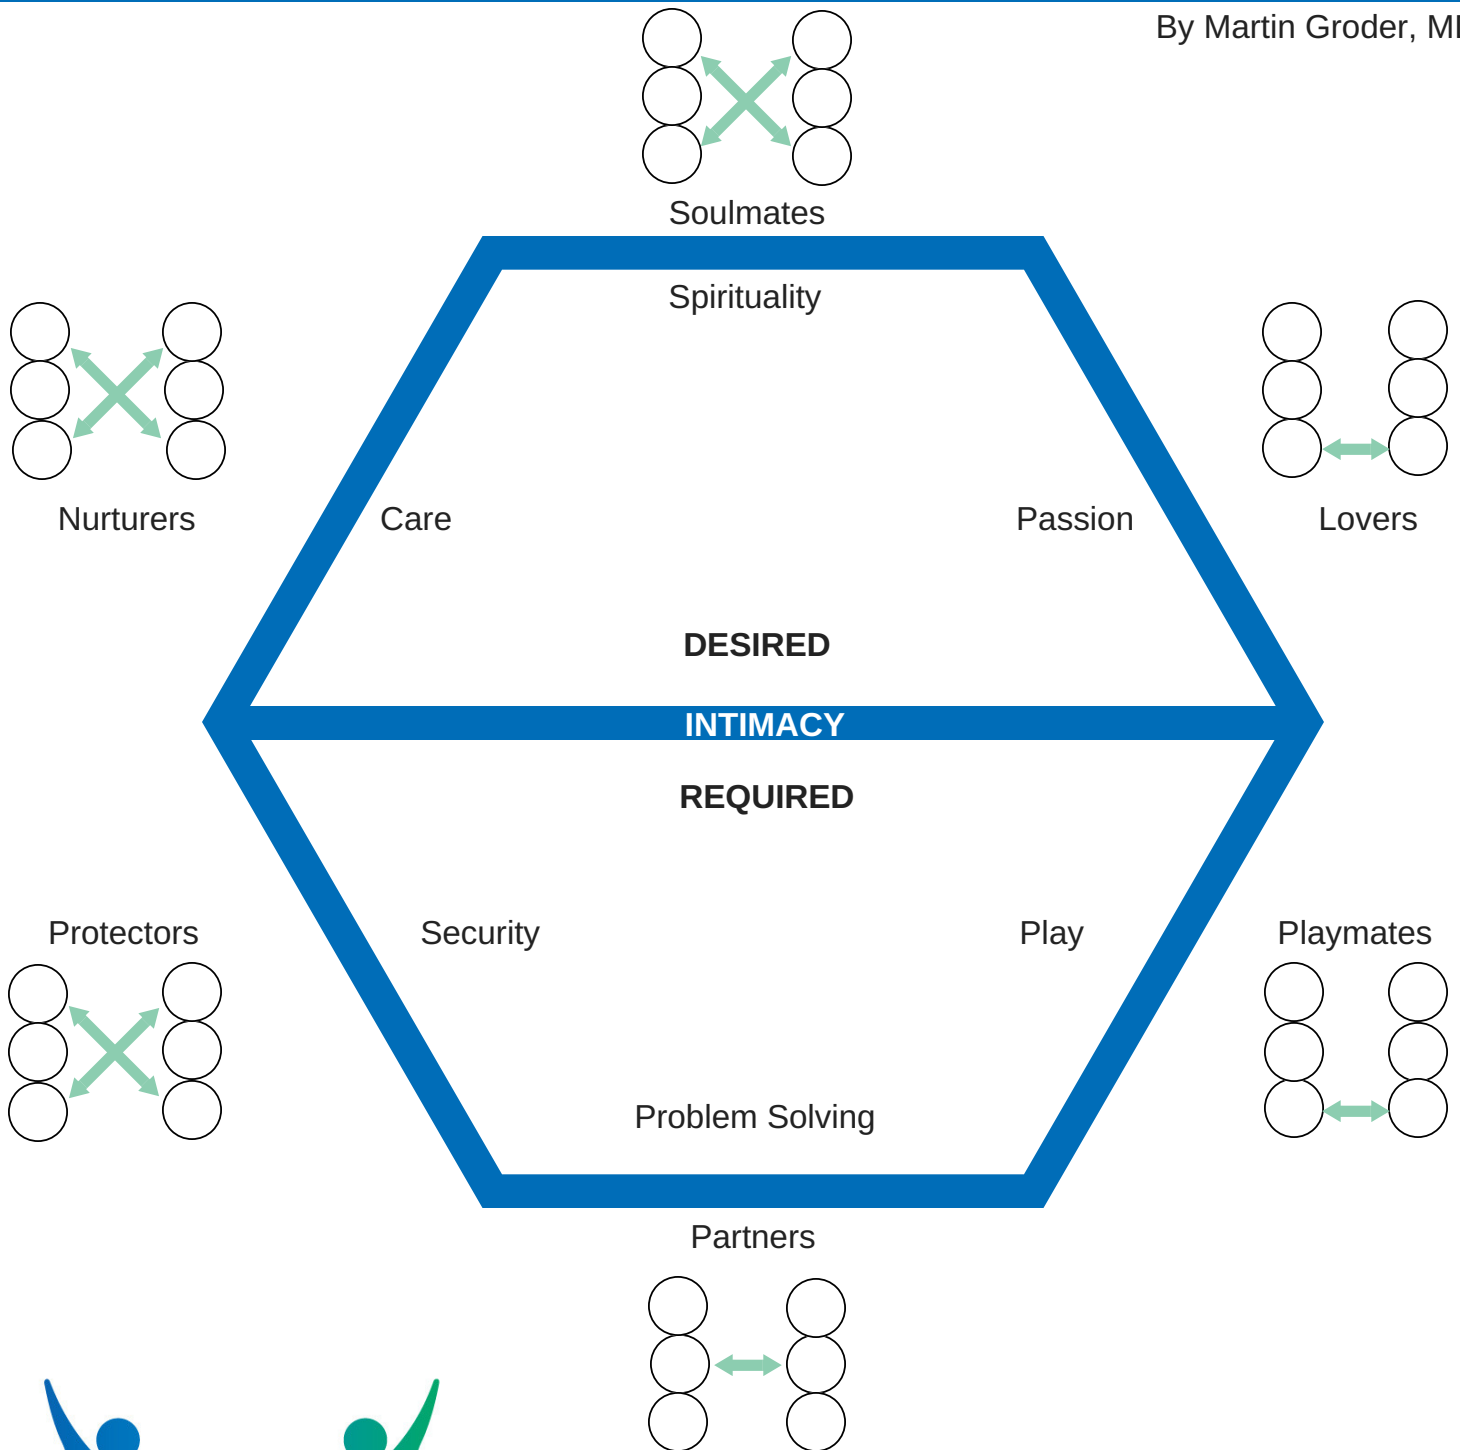 By Martin Groder, 
Soulmates
Spirituality
Nurturers
Care
Passion
Lovers
DESIRED
INTIMACY
REQUIRED
Protectors
Security
Play
Playmates
Problem Solving
Partners